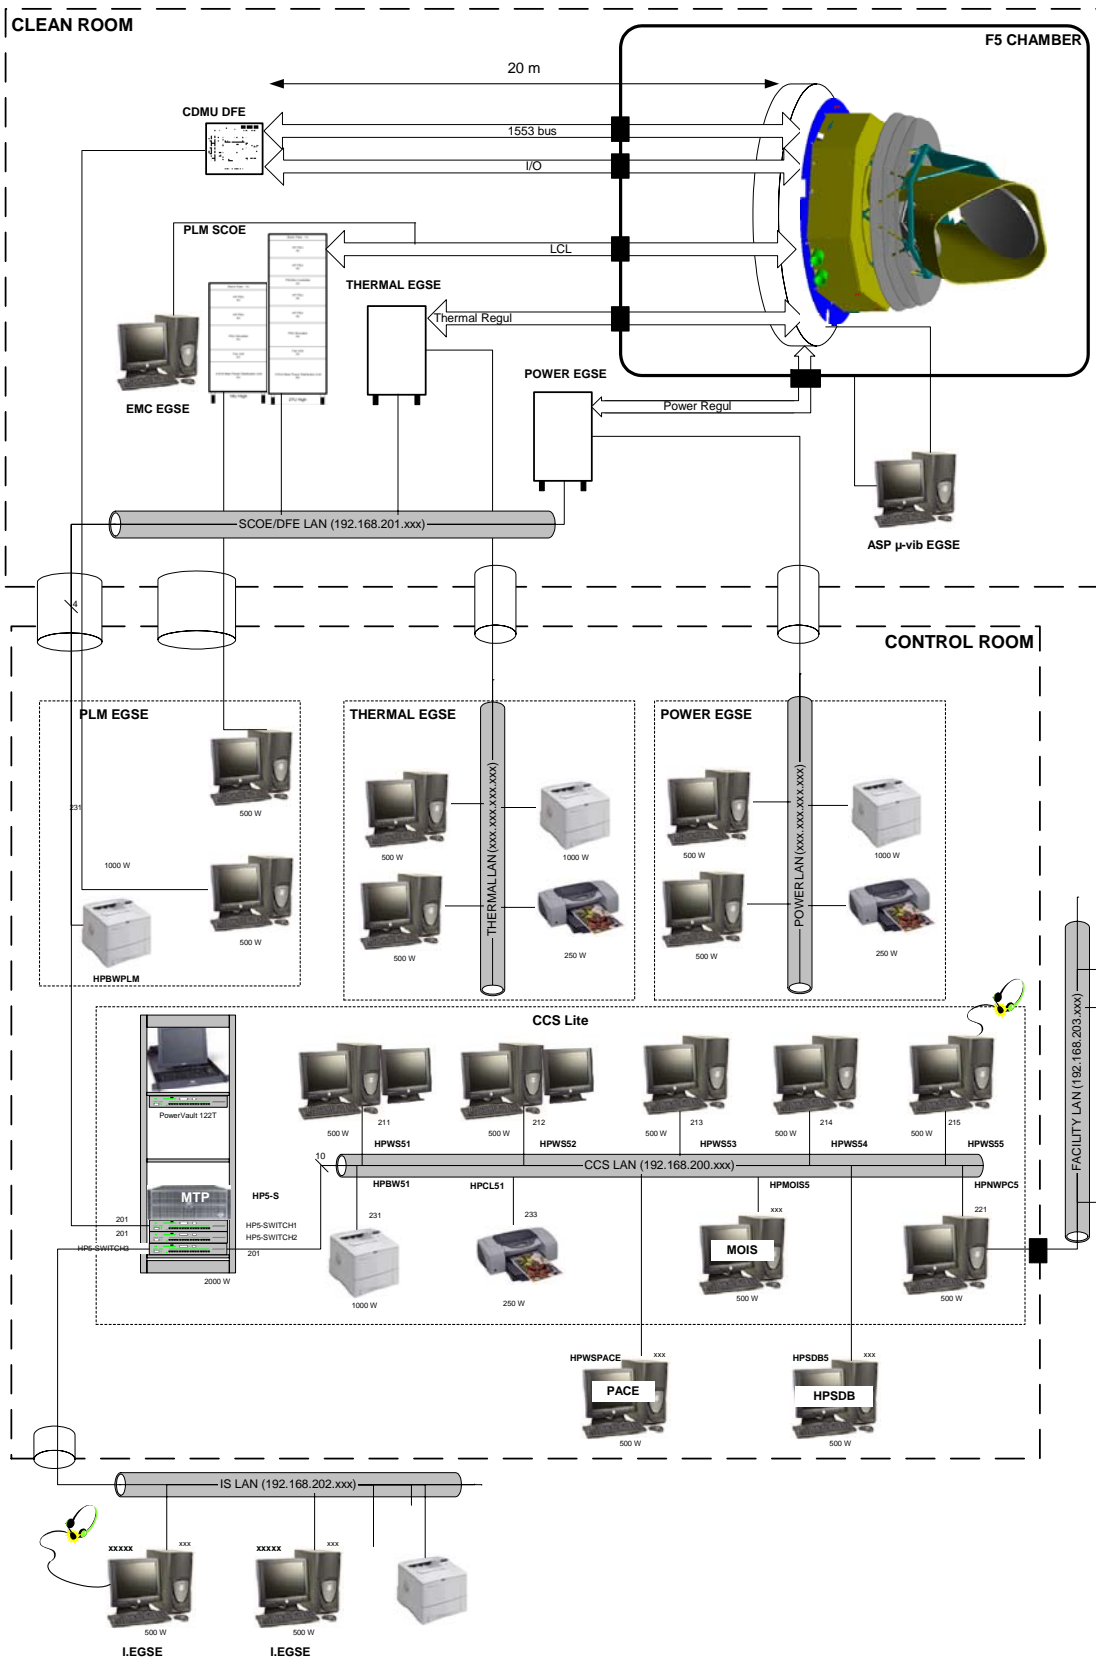 CLEAN ROOM
F5 CHAMBER
20 m
CDMU DFE
1553 bus
I/O
PLM SCOE
LCL
THERMAL EGSE
Thermal Regul
POWER EGSE
EMC EGSE
Power Regul
SCOE/DFE LAN (192.168.201.xxx)
ASP µ-vib EGSE
4
CONTROL ROOM
PLM EGSE
THERMAL EGSE
POWER EGSE
231
500 W
1000 W
500 W
HPBWPLM
THERMAL LAN (xxx.xxx.xxx.xxx)
500 W
1000 W
500 W
250 W
POWER LAN (xxx.xxx.xxx.xxx)
500 W
1000 W
500 W
250 W
FACILITY LAN (192.168.203.xxx)
CCS Lite
PowerVault 122T
211
500 W
HPWS51
212
500 W
HPWS52
213
500 W
HPWS53
214
500 W
HPWS54
215
500 W
HPWS55
10
CCS LAN (192.168.200.xxx)
MTP
HP5-S
201
HP5-SWITCH1
201
HP5-SWITCH2
HP5-SWITCH3
201
2000 W
HPBW51
231
1000 W
HPCL51
233
250 W
HPMOIS5
xxx
MOIS
500 W
HPNWPC5
221
500 W
HPWSPACE
xxx
PACE
500 W
HPSDB5
xxx
HPSDB
500 W
IS LAN (192.168.202.xxx)
xxxxx
xxx
500 W
I.EGSE
xxxxx
xxx
500 W
I.EGSE